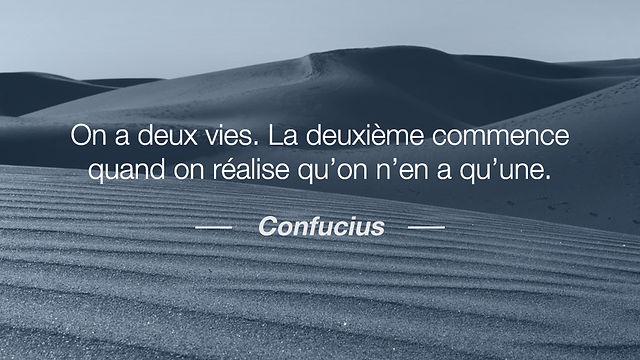 On a deux vies. La deuxième commence
quand on réalise qu’on n’en a qu’une.
Confucius